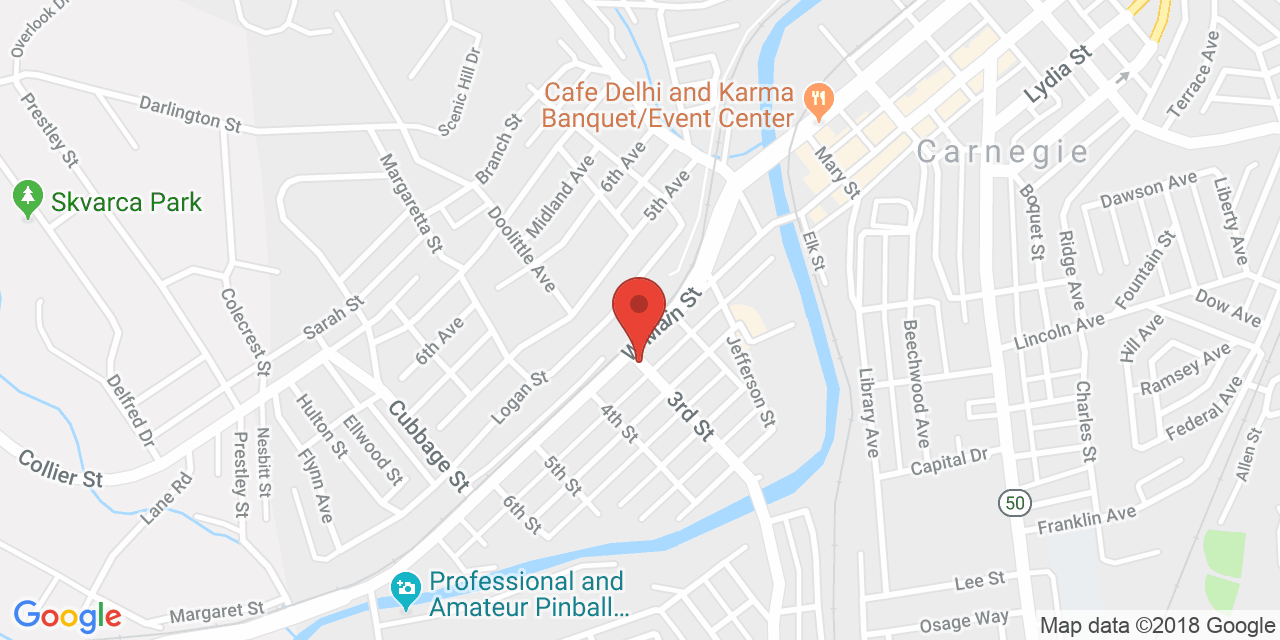 Overlook Dr
Prestley St
Darlington St
Scenic Hill Dr
Branch St
Margaretta St
Doolittle Ave
Midland Ave
6th Ave
5th Ave
Cafe Delhi and Karma
Banquet/Event Center
Mary St
Lydia St
Terrace Ave
Carnegie
Skvarca Park
Elk St
Boquet St
Ridge Ave
Dawson Ave
Liberty Ave
Fountain St
Dow Ave
Lincoln Ave
Hill Ave
Ramsey Ave
Federal Ave
Colecrest St
Sarah St
6th Ave
Logan St
W Main St
Jefferson St
3rd St
4th St
5th St
6th St
Delfred Dr
Collier St
Lane Rd
Prestley St
Nesbitt St
Hulton St
Flynn Ave
Ellwood St
Cubbage St
Library Ave
Beechwood Ave
Capital Dr
Charles St
Allen St
50
Franklin Ave
Lee St
Osage Way
Margaret St
Professional and
Amateur Pinball...
Google
Map data ©2018 Google